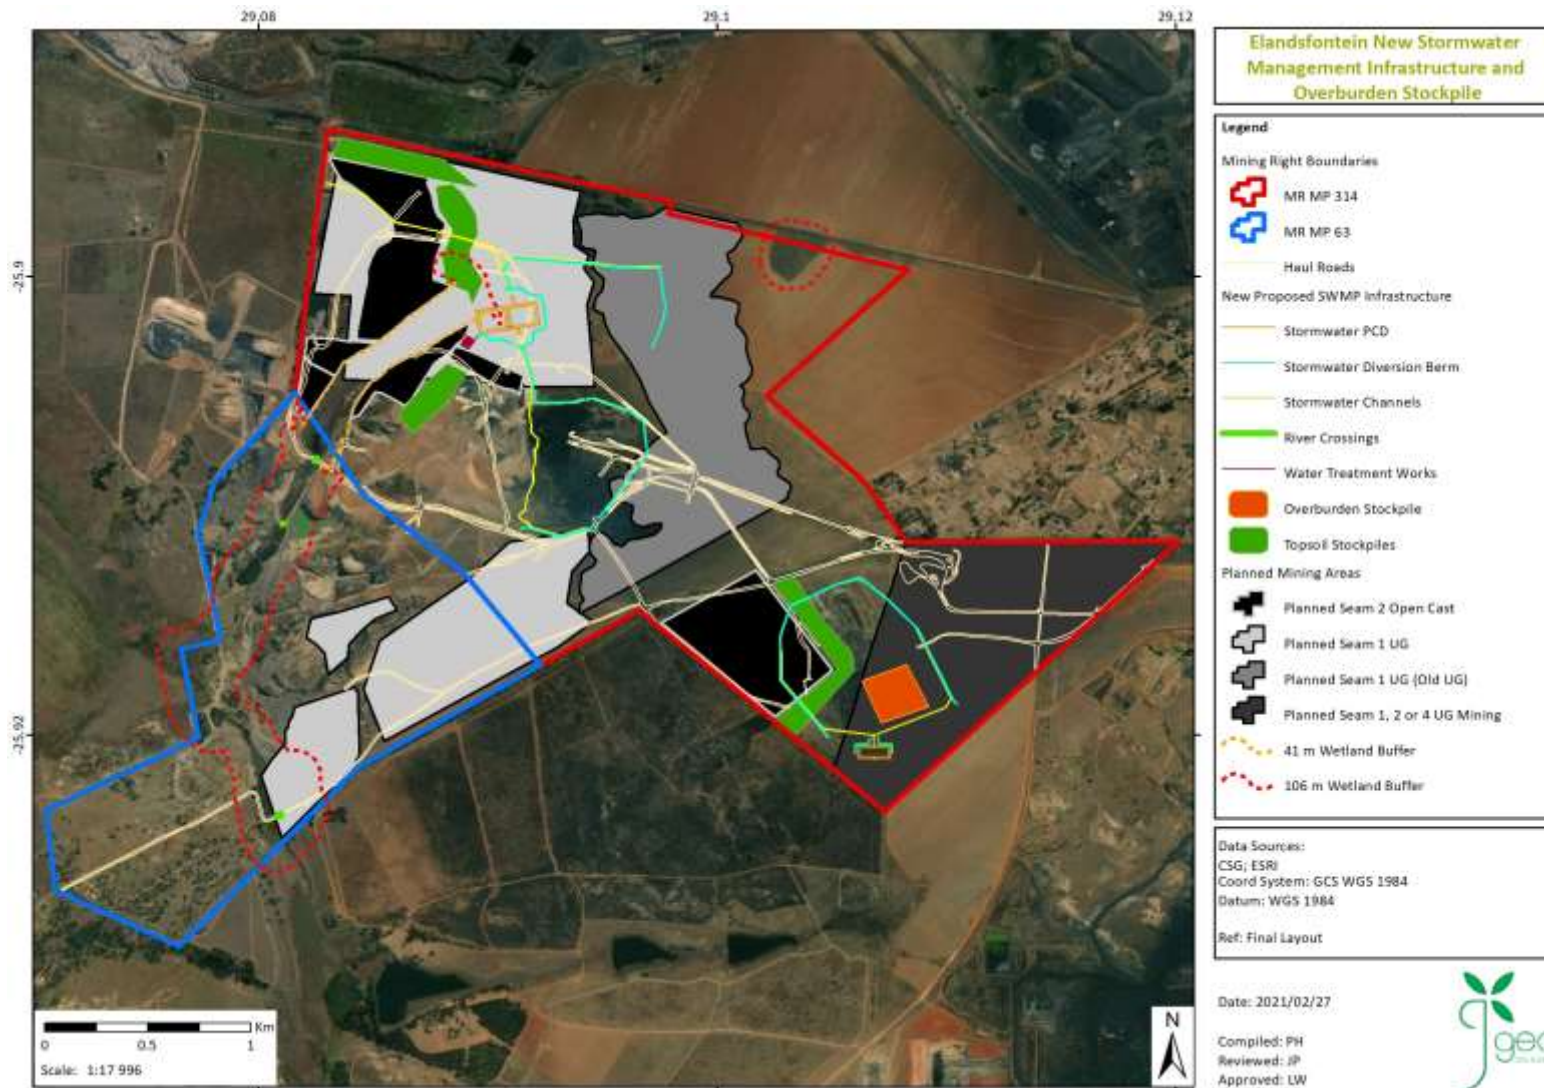 29.08
29.1
29.12
-25.9
-25.92
Elandsfontein New Stormwater
Management Infrastructure and
Overburden Stockpile
Legend
Mining Right Boundaries
MR MP 314
MR MP 63
Haul Roads
New Proposed SWMP Infrastructure
Stormwater PCD
Stormwater Diversion Berm
Stormwater Channels
River Crossings
Water Treatment Works
Overburden Stockpile
Topsoil Stockpiles
Planned Mining Areas
Planned Seam 2 Open Cast
Planned Seam 1 UG
Planned Seam 1 UG (Old UG)
Planned Seam 1, 2 or 4 UG Mining
41 m Wetland Buffer
106 m Wetland Buffer
Data Sources:
CSG; ESRI
Coord System: GCS WGS 1984
Datum: WGS 1984
Ref: Final Layout
Date: 2021/02/27
Compiled: PH
Reviewed: JP
Approved: LW
Km
0 0.5 1
Scale: 1:17 996
N